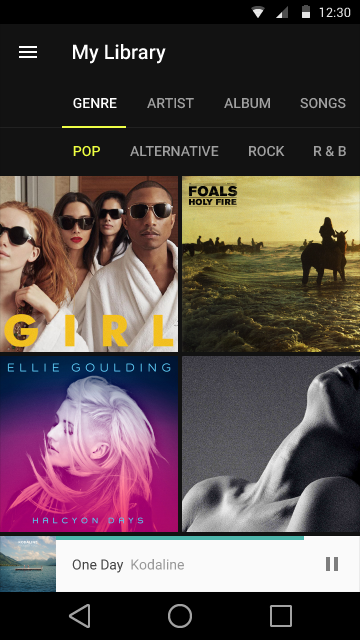 12:30
My Library
GENRE ARTIST ALBUM SONGS
POP ALTERNATIVE ROCK R & B
GIRL
FOALS
HOLY FIRE
ELLIE GOULDING
HALCYON DAYS
KODALINE
One Day Kodaline